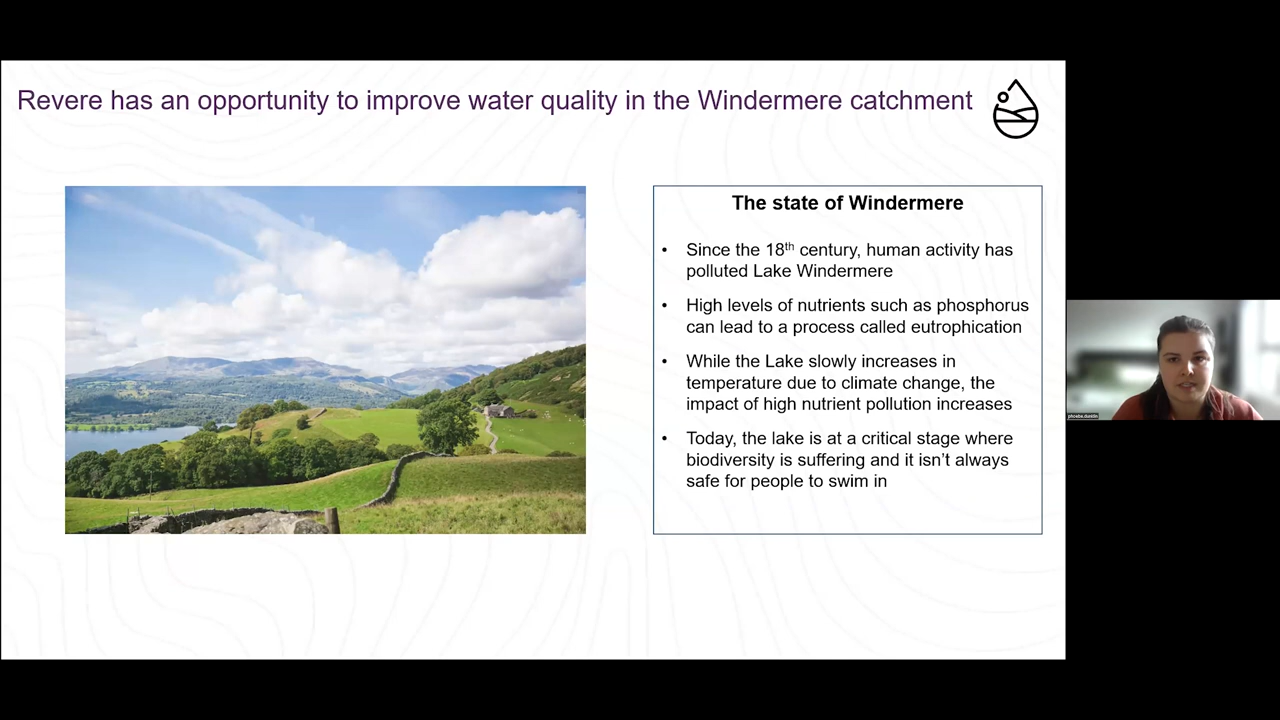 Revere has an opportunity to improve water quality in the Windermere catchment
The state of Windermere
• Since the 18th century, human activity has
polluted Lake Windermere
• High levels of nutrients such as phosphorus
can lead to a process called eutrophication
• While the Lake slowly increases in
temperature due to climate change, the
impact of high nutrient pollution increases
• Today, the lake is at a critical stage where
biodiversity is suffering and it isn't always
safe for people to swim in